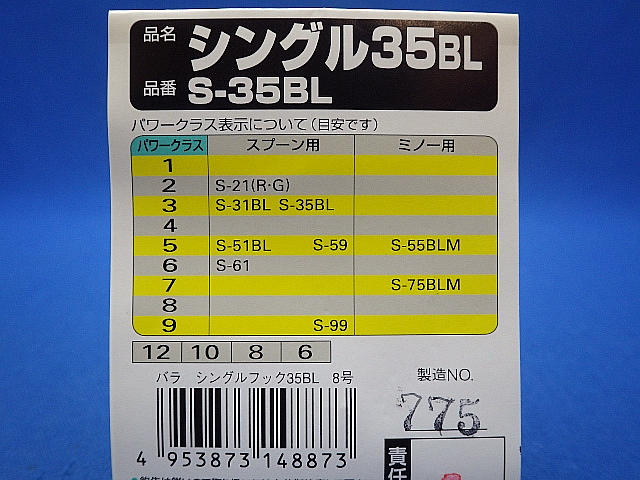 品名 シングル35BL
品番 S-35BL
パワークラス表示について(目安です)
パワークラス スプーン用 ミノー用
1
2 S-21(R・G)
3 S-31BL S-35BL
4
5 S-51BL S-59 S-55BLM
6 S-61
7 S-75BLM
8
9 S-99
12 10 8 6
バラ シングルフック35BL 8号
製造NO.
775
4 953873 148873
責任